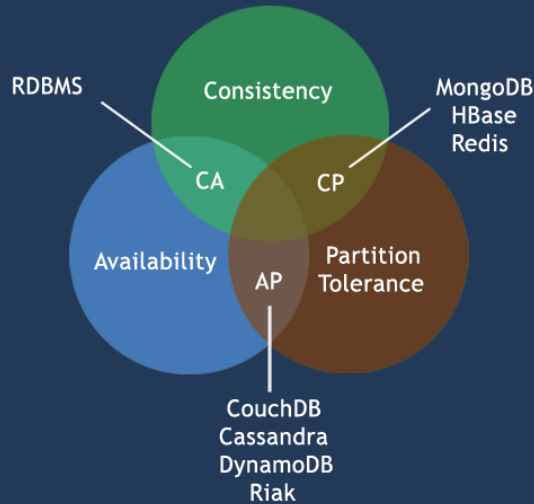 RDBMS
Consistency
MongoDB
HBase
Redis
CA
CP
Availability
Partition
Tolerance
AP
CouchDB
Cassandra
DynamoDB
Riak